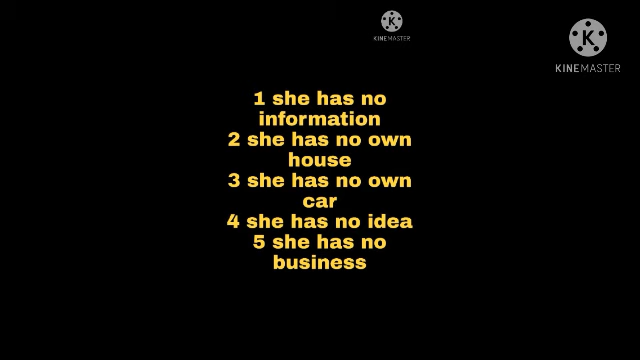 KINEMASTER
KINEMASTER
1 she has no
information
2 she has no own
house
3 she has no own
car
4 she has no idea
5 she has no
business